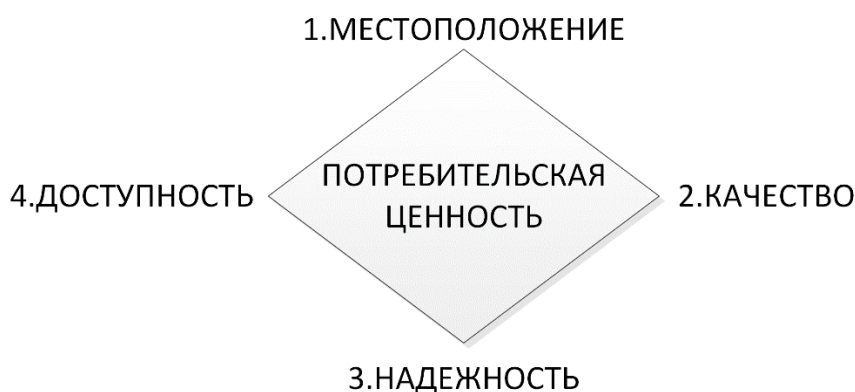 1.МЕСТОПОЛОЖЕНИЕ
4.ДОСТУПНОСТЬ
ПОТРЕБИТЕЛЬСКАЯ
ЦЕННОСТЬ
2.КАЧЕСТВО
3.НАДЕЖНОСТЬ